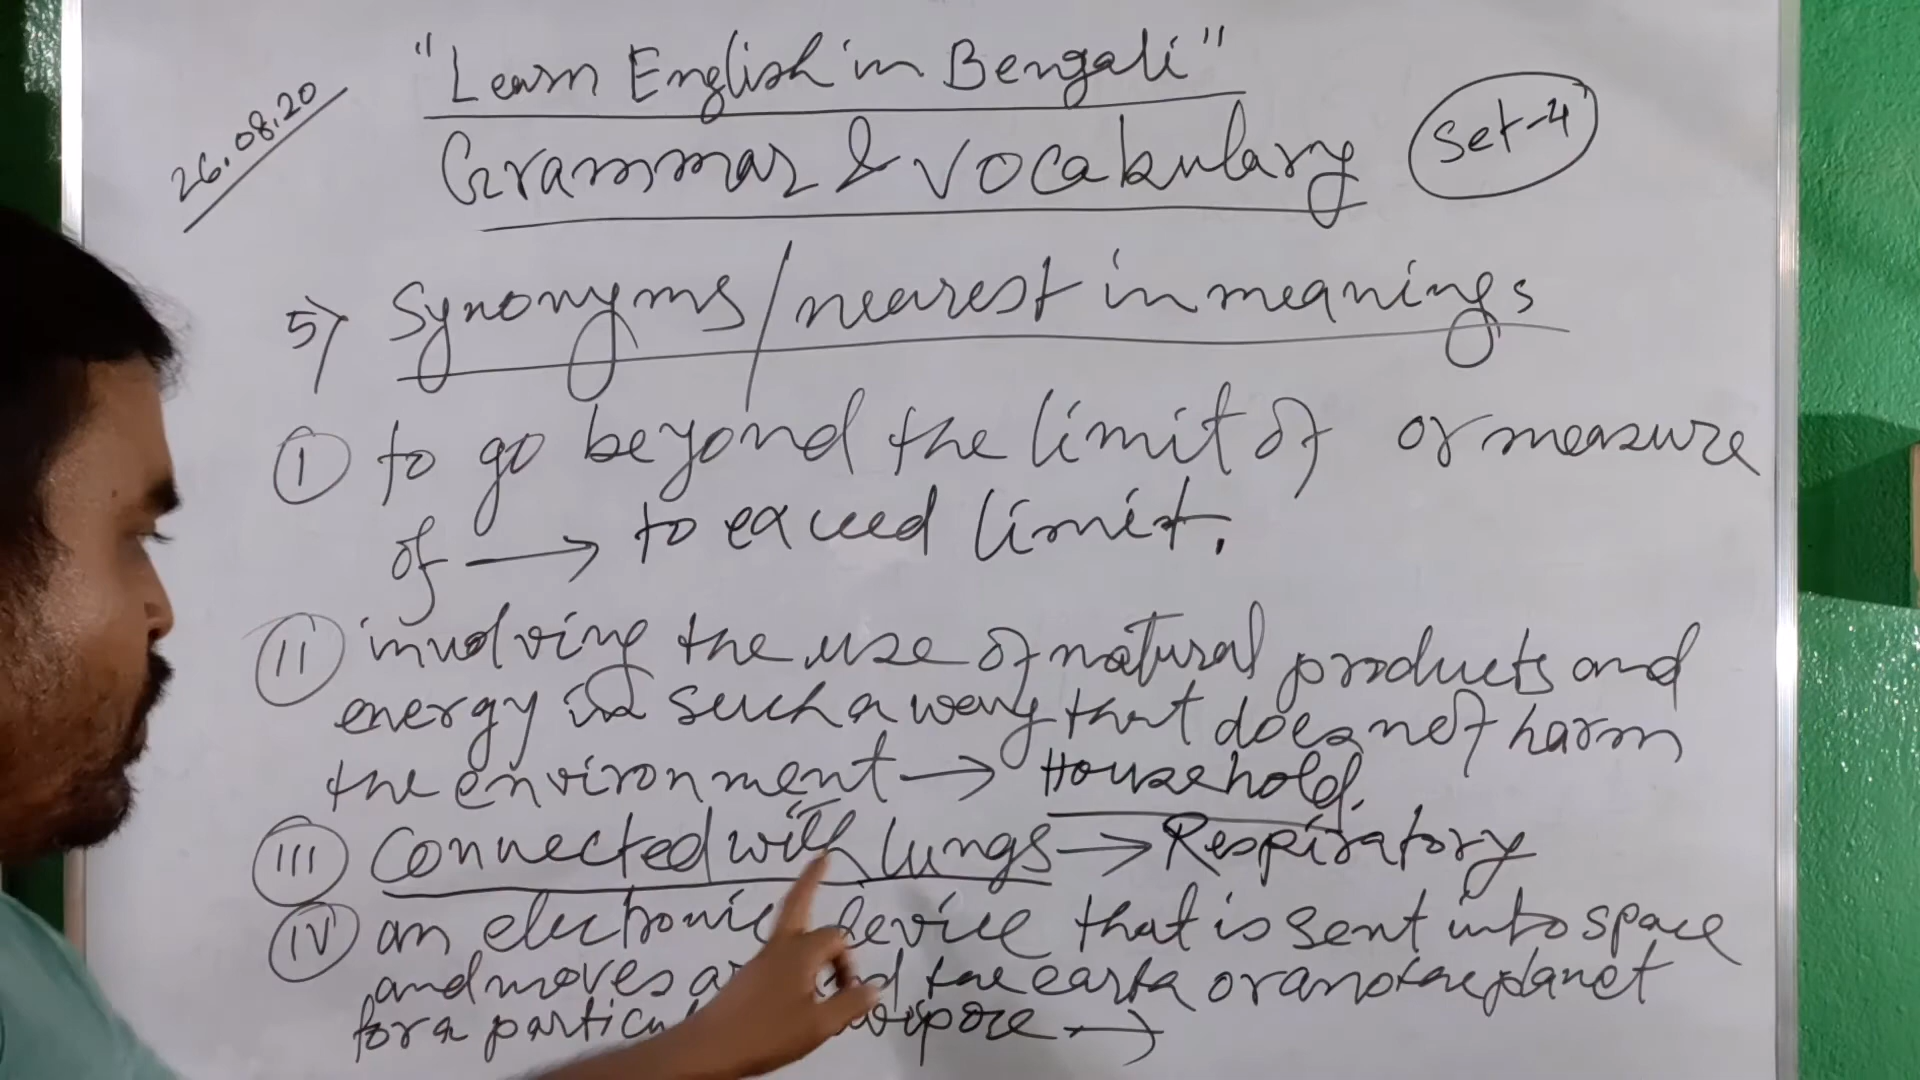 26.08.20
"Learn English in Bengali"
Grammar & Vocabulary
Set-4
5) Synonyms/nearest in meanings
I to go beyond the limit of or measure
of → to exceed limit.
II involving the use of natural products and
energy in such a way that does not harm
the environment → Household.
III Connected with lungs → Respiratory
IV an electronic device that is sent into space
and moves the earth or another planet
for a →